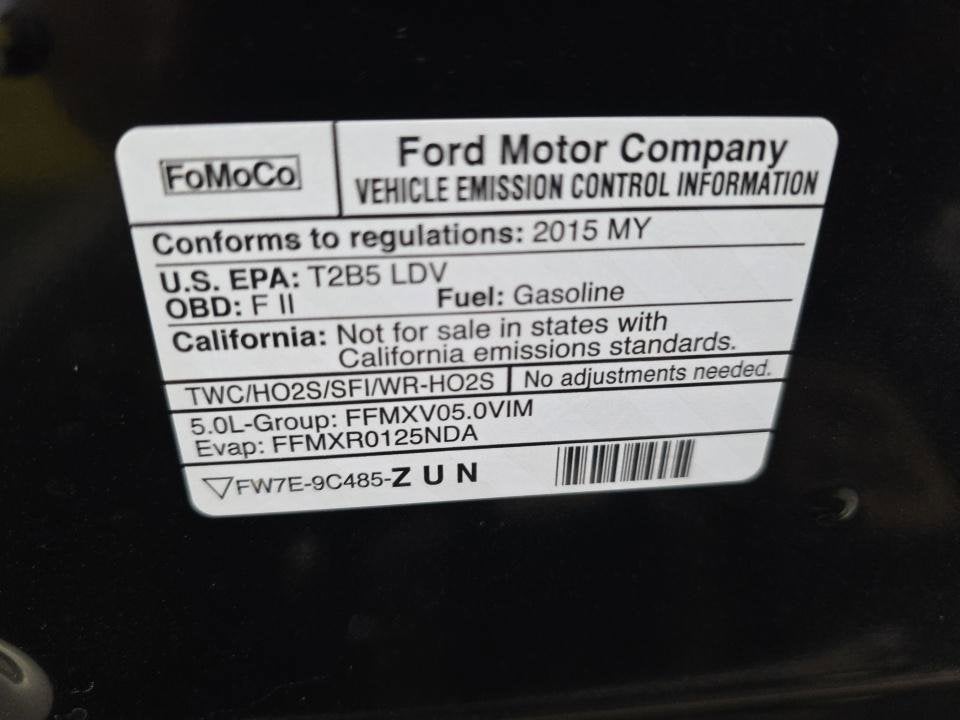 FoMoCo
Ford Motor Company
VEHICLE EMISSION CONTROL INFORMATION
Conforms to regulations: 2015 MY
U.S. EPA: T2B5 LDV
OBD: F II Fuel: Gasoline
California: Not for sale in states with
California emissions standards.
TWC/HO2S/SFI/WR-HO2S No adjustments needed.
5.0L-Group: FFMXV05.0VIM
Evap: FFMXR0125NDA
▽FW7E-9C485-ZUN